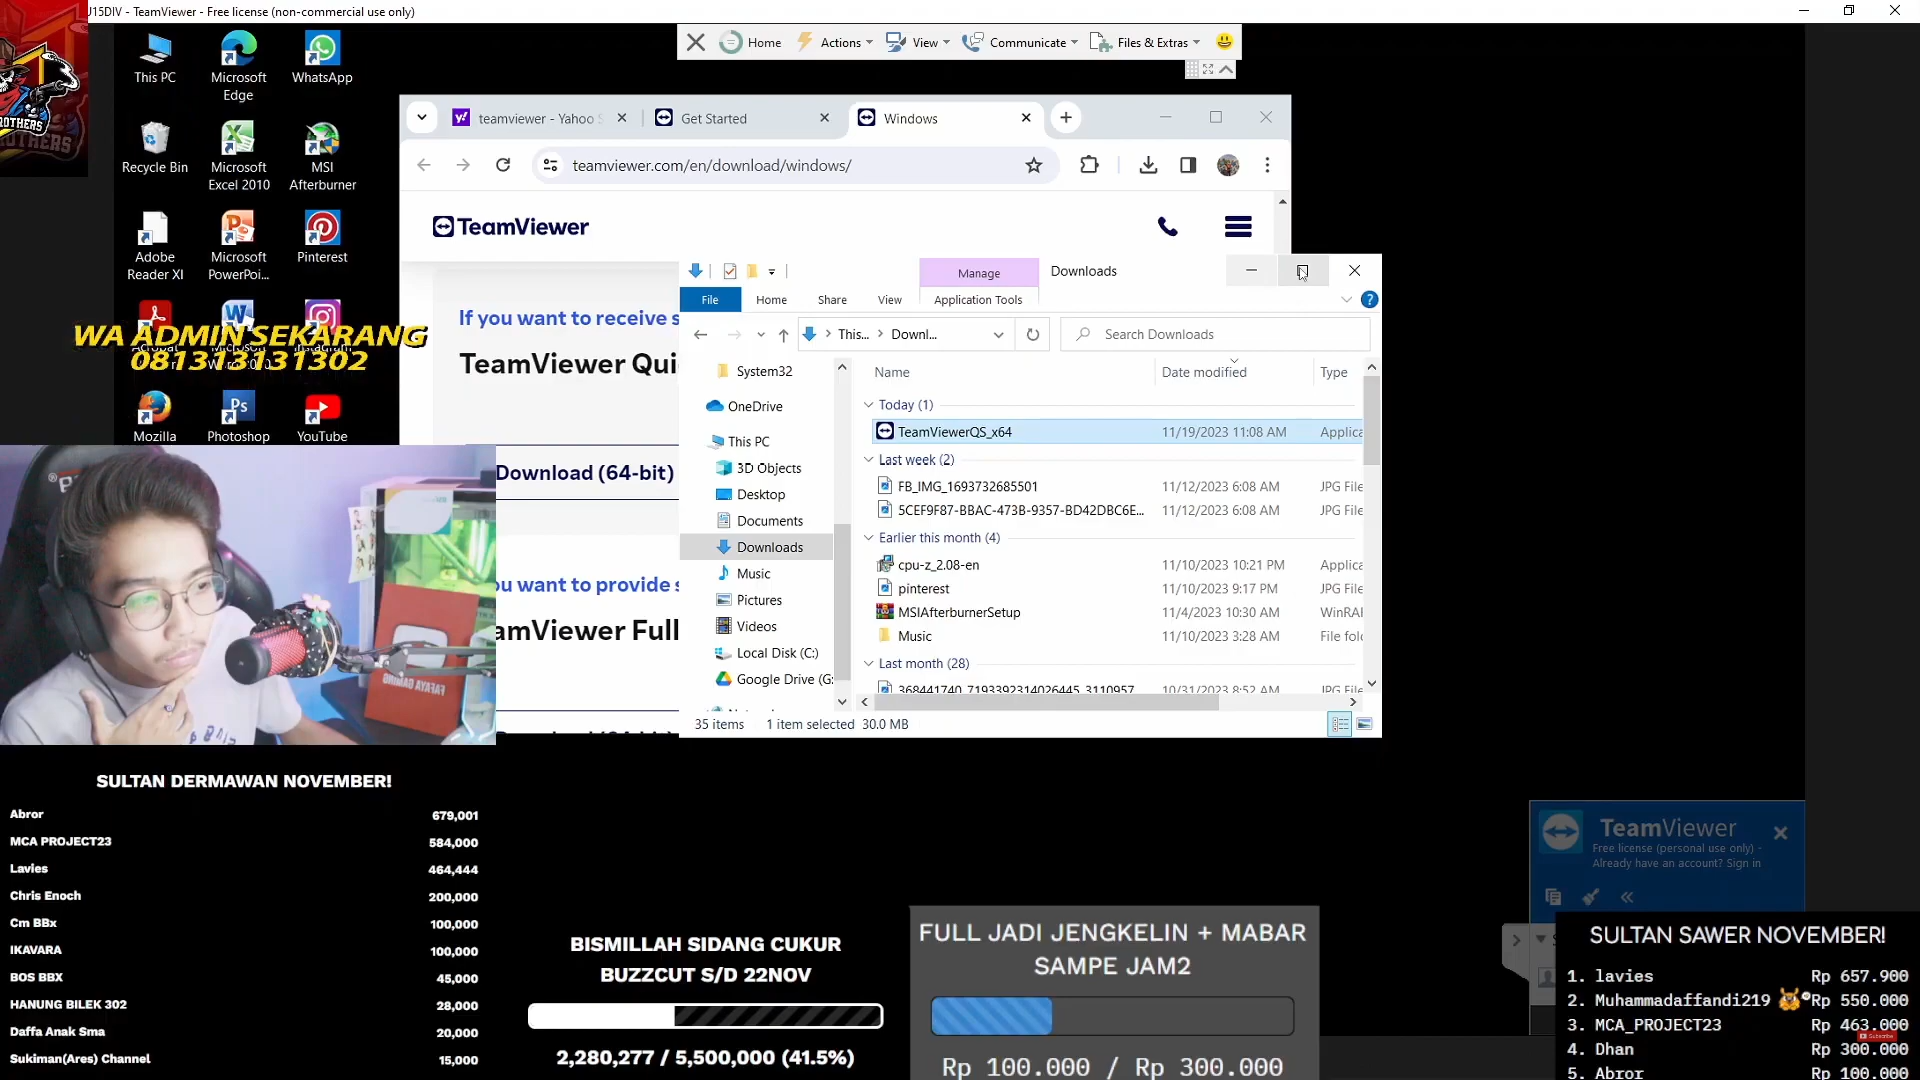 U15DIV - TeamViewer - Free license (non-commercial use only)
Home
Actions
View
Communicate
Files & Extras
This PC
Microsoft Edge
WhatsApp
Recycle Bin
Microsoft Excel 2010
MSI Afterburner
Adobe Reader XI
Microsoft PowerPoi...
Pinterest
BROTHERS
WA ADMIN SEKARANG
081313131302
Mozilla
Photoshop
YouTube
teamviewer - Yahoo S
Get Started
Windows
teamviewer.com/en/download/windows/
TeamViewer
If you want to receive s
TeamViewer Qui
Download (64-bit)
ou want to provide s
amViewer Full
Manage
Downloads
File
Home
Share
View
Application Tools
This...
Downl...
Search Downloads
System32
OneDrive
This PC
3D Objects
Desktop
Documents
Downloads
Music
Pictures
Videos
Local Disk (C:)
Google Drive (G:
Name
Date modified
Type
Today (1)
TeamViewerQS_x64 11/19/2023 11:08 AM Applica
Last week (2)
FB_IMG_1693732685501 11/12/2023 6:08 AM JPG File
5CEF9F87-BBAC-473B-9357-BD42DBC6E... 11/12/2023 6:08 AM JPG File
Earlier this month (4)
cpu-z_2.08-en 11/10/2023 10:21 PM Applica
pinterest 11/10/2023 9:17 PM JPG File
MSIAfterburnerSetup 11/4/2023 10:30 AM WinRAR
Music 11/10/2023 3:28 AM File fol
Last month (28)
368441740_7193392314026445_3110957 10/31/2023 8:52 AM JPG File
35 items
1 item selected
30.0 MB
SULTAN DERMAWAN NOVEMBER!
Abror 679,001
MCA PROJECT23 584,000
Lavies 464,444
Chris Enoch 200,000
Cm BBx 100,000
IKAVARA 100,000
BOS BBX 45,000
HANUNG BILEK 302 28,000
Daffa Anak Sma 20,000
Sukiman(Ares) Channel 15,000
BISMILLAH SIDANG CUKUR
BUZZCUT S/D 22NOV
2,280,277 / 5,500,000 (41.5%)
FULL JADI JENGKELIN + MABAR
SAMPE JAM2
Rp 100.000 / Rp 300.000
TeamViewer
Free license (personal use only) -
Already have an account? Sign in
SULTAN SAWER NOVEMBER!
1. lavies Rp 657.900
2. Muhammadaffandi219 Rp 550.000
3. MCA_PROJECT23 Rp 463.000
Subscribe
4. Dhan Rp 300.000
5. Abror Rp 100.000